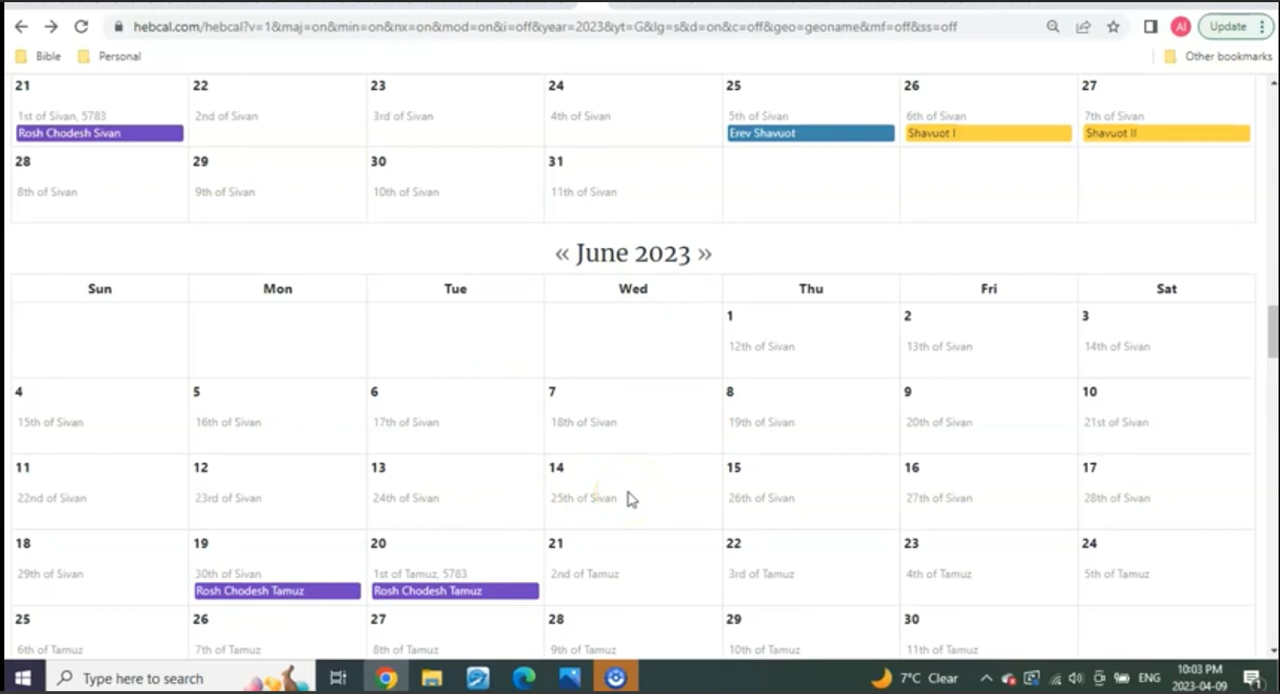 hebcal.com/hebcal?v=1&maj=on&min=on&nx=on&mod=on&i=off&year=2023&yt=G&lg=s&d=on&c=off&geo=geoname&mf=off&ss=off
AI
Update
Bible Personal Other bookmarks
21 22 23 24 25 26 27
1st of Sivan, 5783 2nd of Sivan 3rd of Sivan 4th of Sivan 5th of Sivan 6th of Sivan 7th of Sivan
Rosh Chodesh Sivan Erev Shavuot Shavuot I Shavuot II
28 29 30 31
8th of Sivan 9th of Sivan 10th of Sivan 11th of Sivan
« June 2023 »
Sun Mon Tue Wed Thu Fri Sat
1 2 3
12th of Sivan 13th of Sivan 14th of Sivan
4 5 6 7 8 9 10
15th of Sivan 16th of Sivan 17th of Sivan 18th of Sivan 19th of Sivan 20th of Sivan 21st of Sivan
11 12 13 14 15 16 17
22nd of Sivan 23rd of Sivan 24th of Sivan 25th of Sivan 26th of Sivan 27th of Sivan 28th of Sivan
18 19 20 21 22 23 24
29th of Sivan 30th of Sivan 1st of Tamuz, 5783 2nd of Tamuz 3rd of Tamuz 4th of Tamuz 5th of Tamuz
Rosh Chodesh Tamuz Rosh Chodesh Tamuz
25 26 27 28 29 30
6th of Tamuz 7th of Tamuz 8th of Tamuz 9th of Tamuz 10th of Tamuz 11th of Tamuz
Type here to search 7°C Clear ENG 10:03 PM
2023-04-09